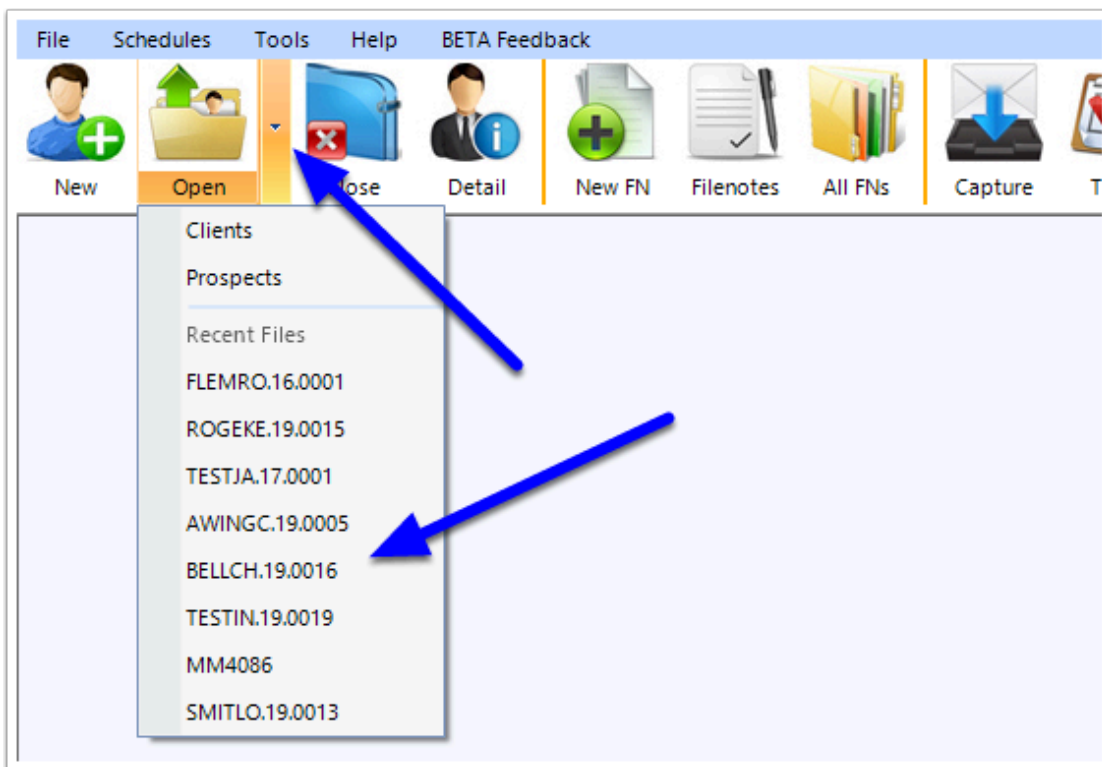 File Schedules Tools Help BETA Feedback
New Open lose Detail New FN Filenotes All FNs Capture T
Clients
Prospects
Recent Files
FLEMRO.16.0001
ROGEKE.19.0015
TESTJA.17.0001
AWINGC.19.0005
BELLCH.19.0016
TESTIN.19.0019
MM4086
SMITLO.19.0013